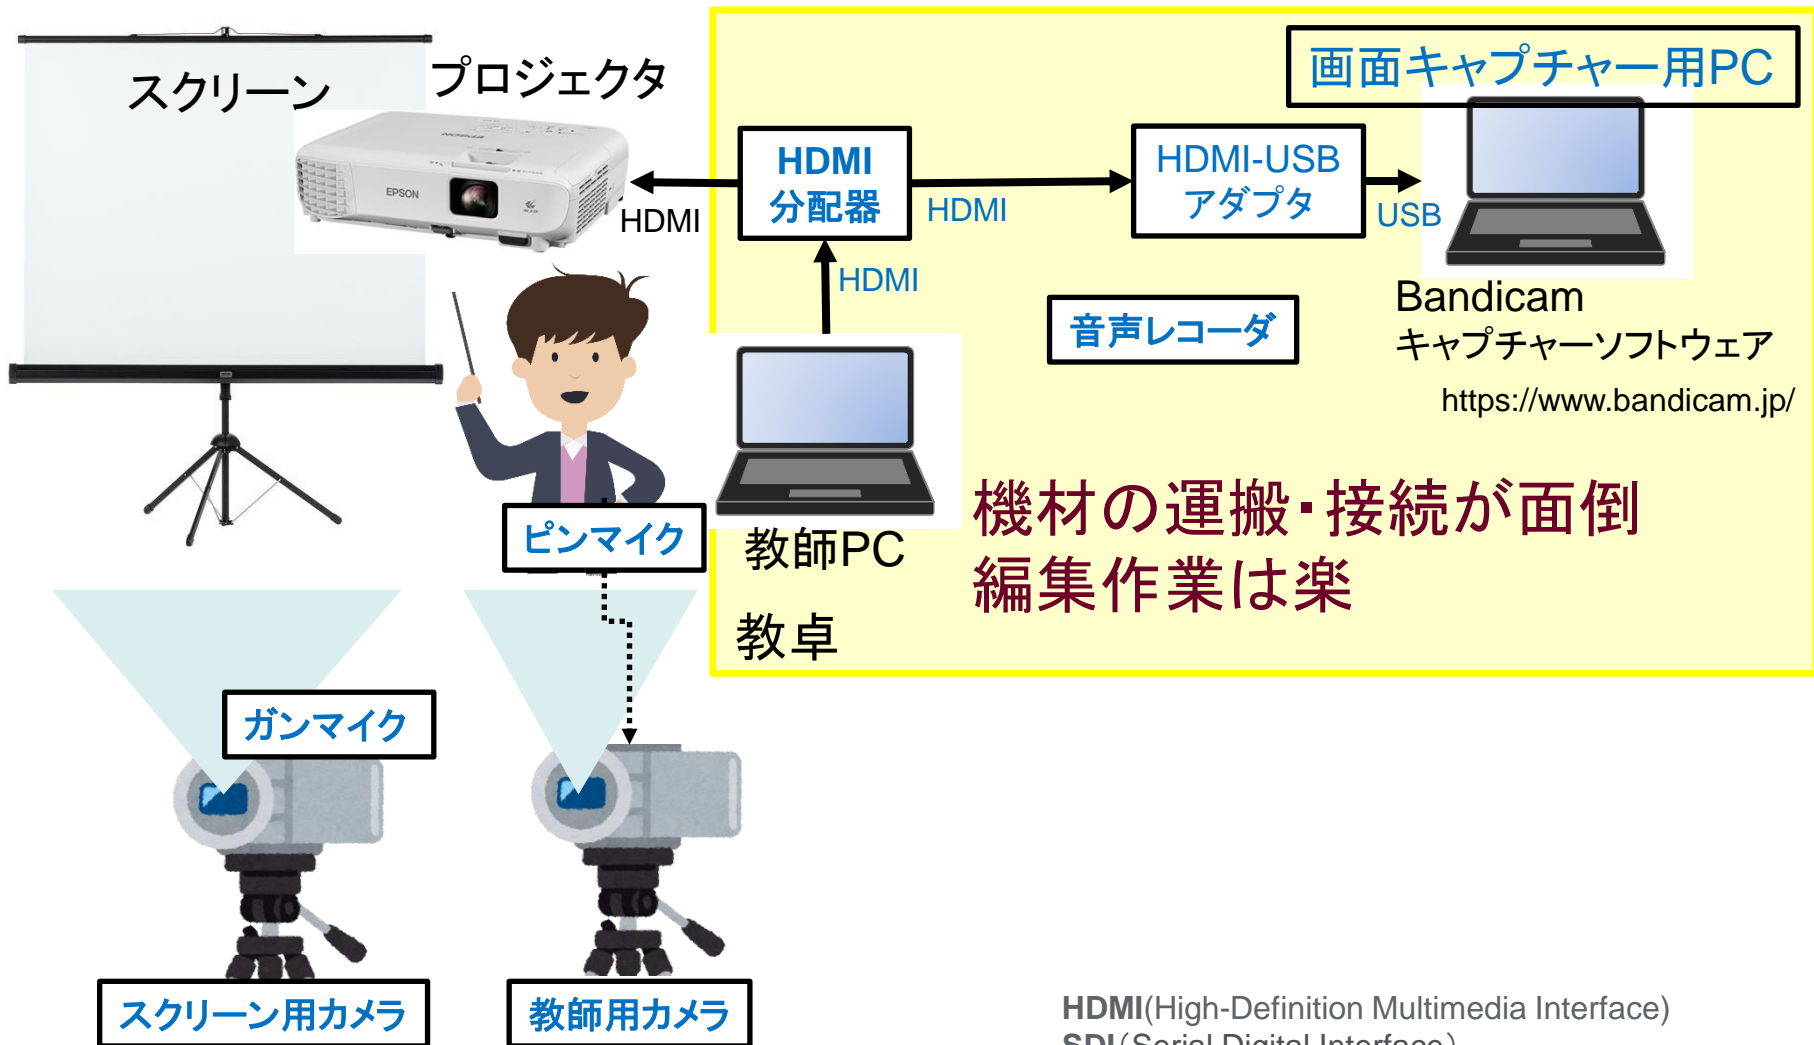 スクリーン
プロジェクタ
EPSON
EPSON
HDMI
HDMI
分配器
HDMI
HDMI-USB
アダプタ
USB
画面キャプチャー用PC
HDMI
音声レコーダ
Bandicam
キャプチャーソフトウェア
https://www.bandicam.jp/
ピンマイク
教師PC
機材の運搬・接続が面倒
編集作業は楽
教卓
ガンマイク
スクリーン用カメラ
教師用カメラ
HDMI(High-Definition Multimedia Interface)
SDI（Serial Digital Interface）